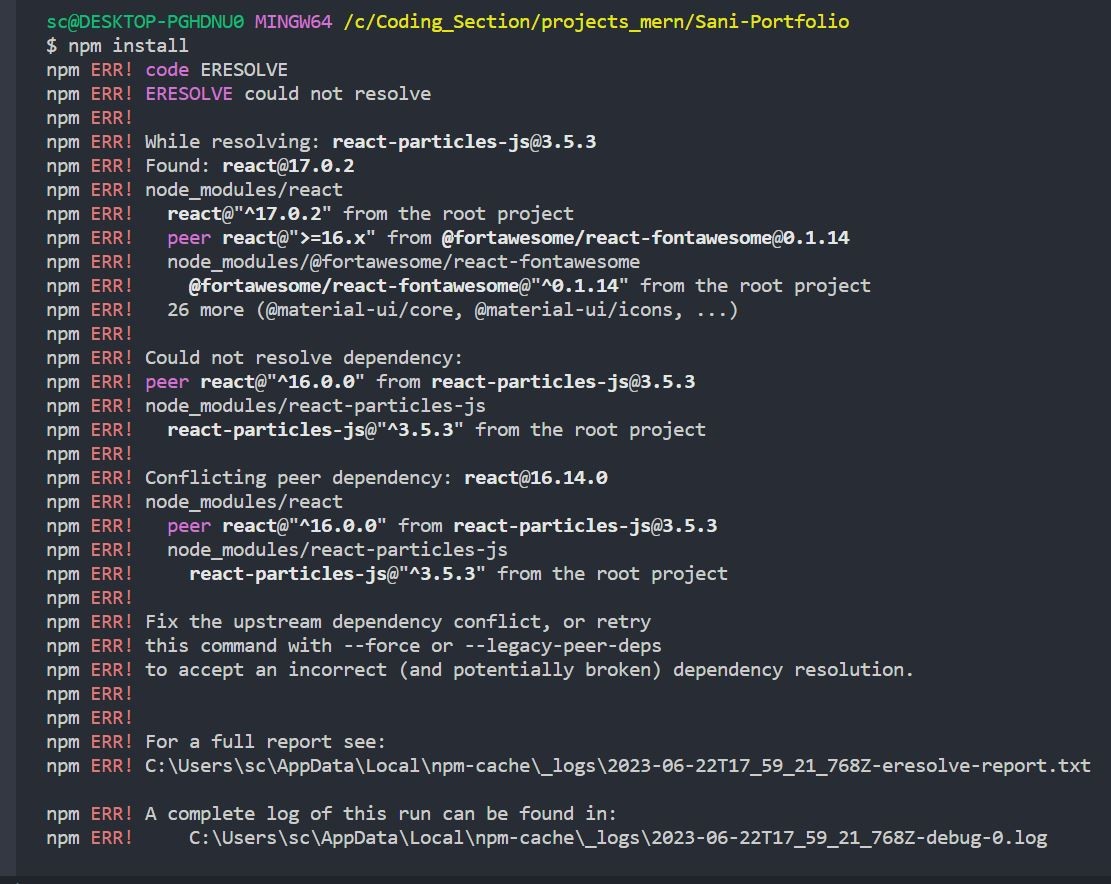 sc@DESKTOP-PGHDNU0 MINGW64 /c/Coding_Section/projects_mern/Sani-Portfolio
$ npm install
npm ERR! code ERESOLVE
npm ERR! ERESOLVE could not resolve
npm ERR!
npm ERR! While resolving: react-particles-js@3.5.3
npm ERR! Found: react@17.0.2
npm ERR! node_modules/react
npm ERR!   react@"^17.0.2" from the root project
npm ERR!   peer react@">=16.x" from @fortawesome/react-fontawesome@0.1.14
npm ERR!   node_modules/@fortawesome/react-fontawesome
npm ERR!     @fortawesome/react-fontawesome@"^0.1.14" from the root project
npm ERR!   26 more (@material-ui/core, @material-ui/icons, ...)
npm ERR!
npm ERR! Could not resolve dependency:
npm ERR! peer react@"^16.0.0" from react-particles-js@3.5.3
npm ERR! node_modules/react-particles-js
npm ERR!   react-particles-js@"^3.5.3" from the root project
npm ERR!
npm ERR! Conflicting peer dependency: react@16.14.0
npm ERR! node_modules/react
npm ERR!   peer react@"^16.0.0" from react-particles-js@3.5.3
npm ERR!   node_modules/react-particles-js
npm ERR!     react-particles-js@"^3.5.3" from the root project
npm ERR!
npm ERR! Fix the upstream dependency conflict, or retry
npm ERR! this command with --force or --legacy-peer-deps
npm ERR! to accept an incorrect (and potentially broken) dependency resolution.
npm ERR!
npm ERR!
npm ERR! For a full report see:
npm ERR! C:\Users\sc\AppData\Local\npm-cache\_logs\2023-06-22T17_59_21_768Z-eresolve-report.txt

npm ERR! A complete log of this run can be found in:
npm ERR!     C:\Users\sc\AppData\Local\npm-cache\_logs\2023-06-22T17_59_21_768Z-debug-0.log